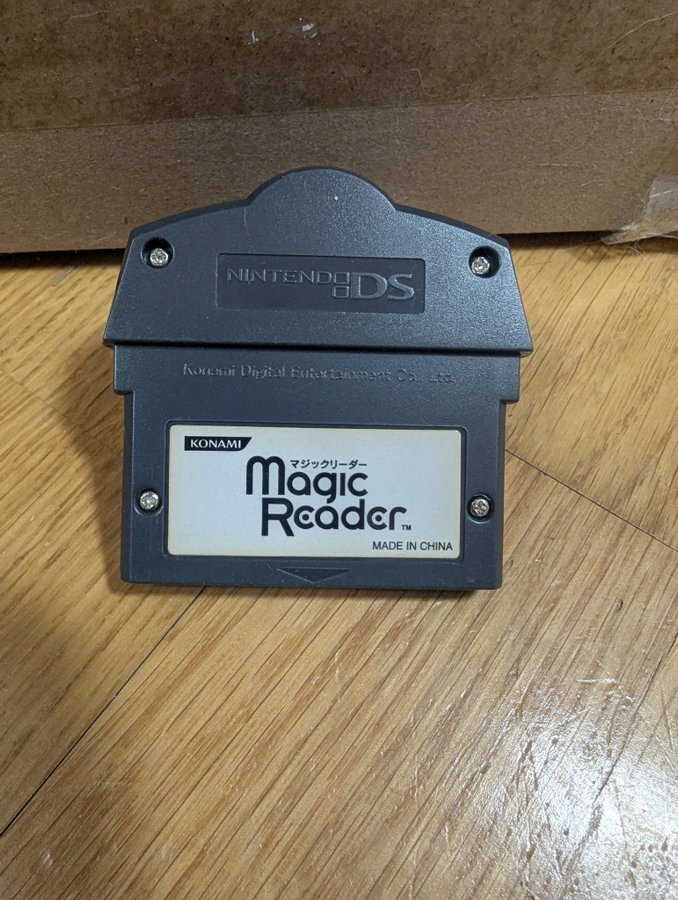 NINTENDO DS
Konami Digital Entertainment Co., Ltd.
KONAMI
マジックリーダー
Magic
Reader™
MADE IN CHINA